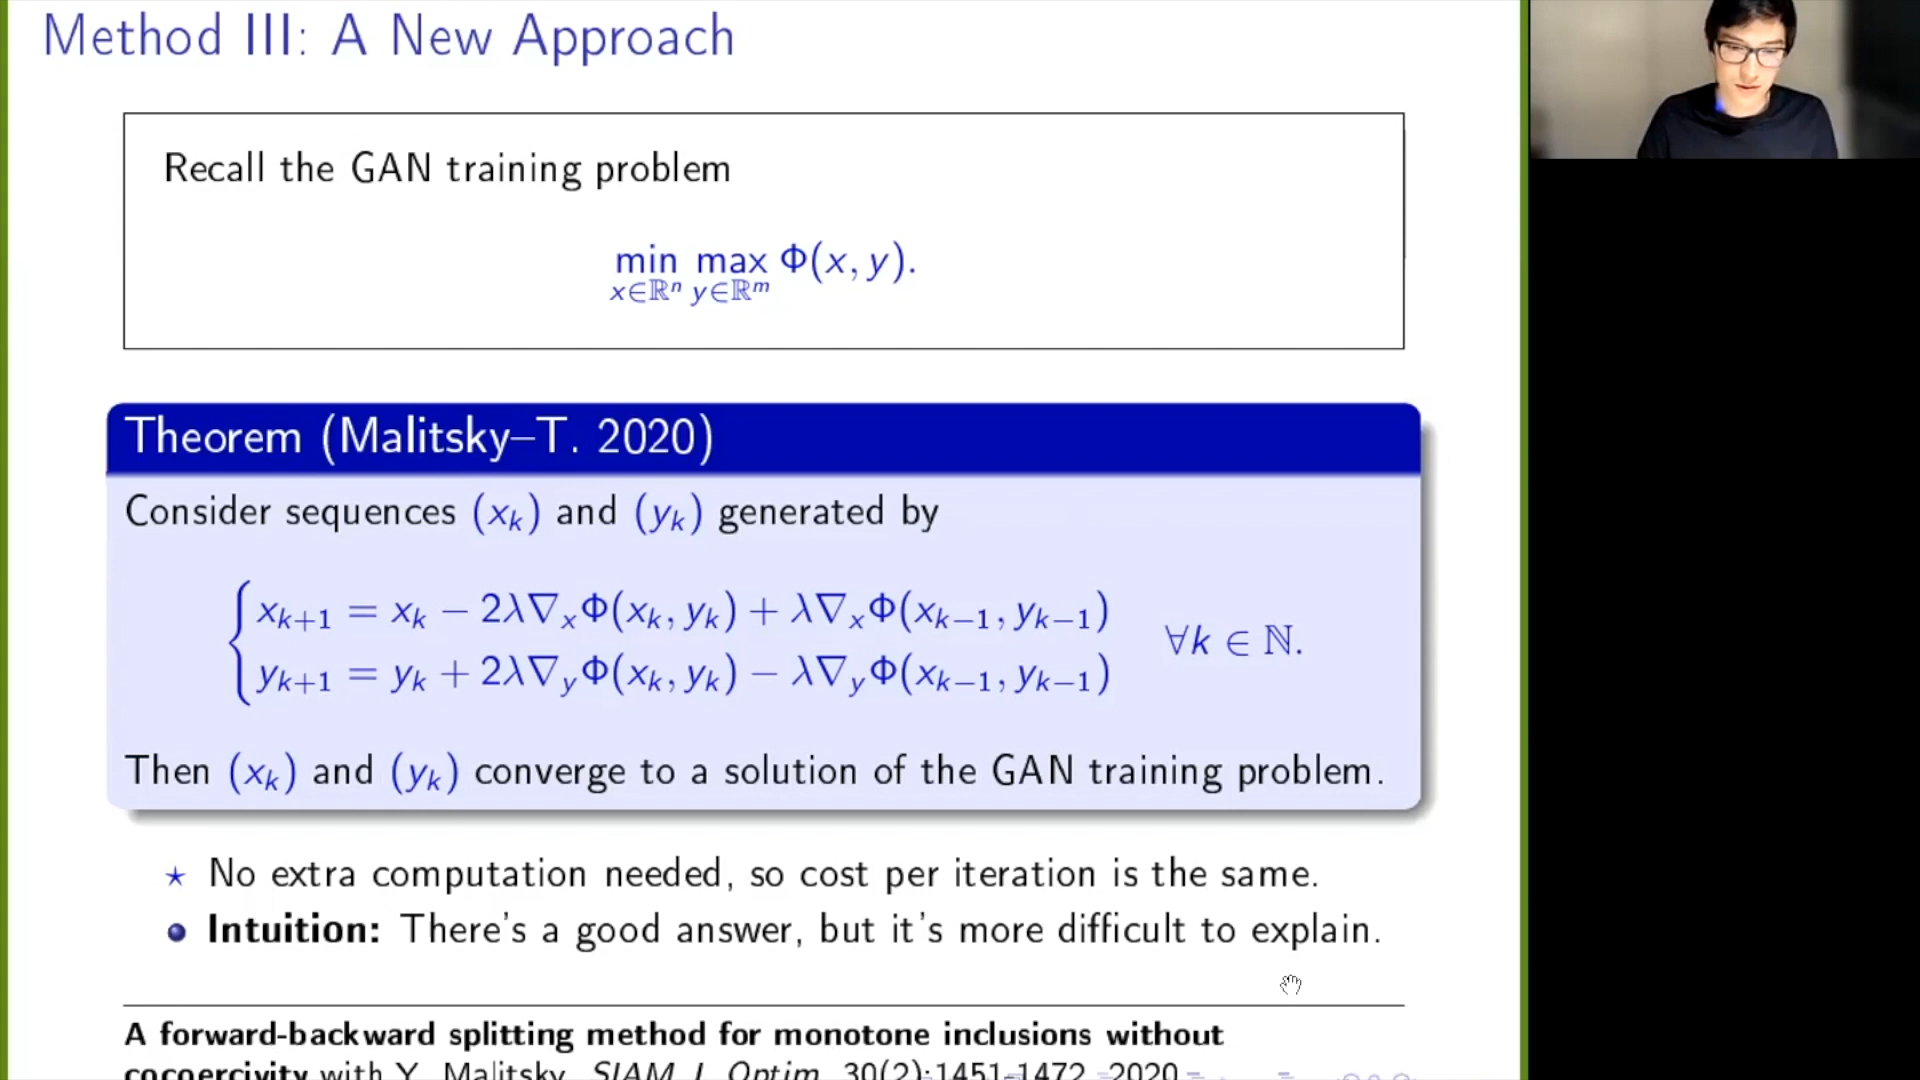 Method III: A New Approach
Recall the GAN training problem
min max Φ(x, y).
x∈ℝⁿ y∈ℝᵐ
Theorem (Malitsky–T. 2020)
Consider sequences (xₖ) and (yₖ) generated by
xₖ₊₁ = xₖ − 2λ∇ₓΦ(xₖ, yₖ) + λ∇ₓΦ(xₖ₋₁, yₖ₋₁)
∀k ∈ ℕ.
yₖ₊₁ = yₖ + 2λ∇_yΦ(xₖ, yₖ) − λ∇_yΦ(xₖ₋₁, yₖ₋₁)
Then (xₖ) and (yₖ) converge to a solution of the GAN training problem.
⋆ No extra computation needed, so cost per iteration is the same.
• Intuition: There's a good answer, but it's more difficult to explain.
A forward-backward splitting method for monotone inclusions without
cocoercivity with Y. Malitsky. SIAM J. Optim., 30(2):1451–1472, 2020